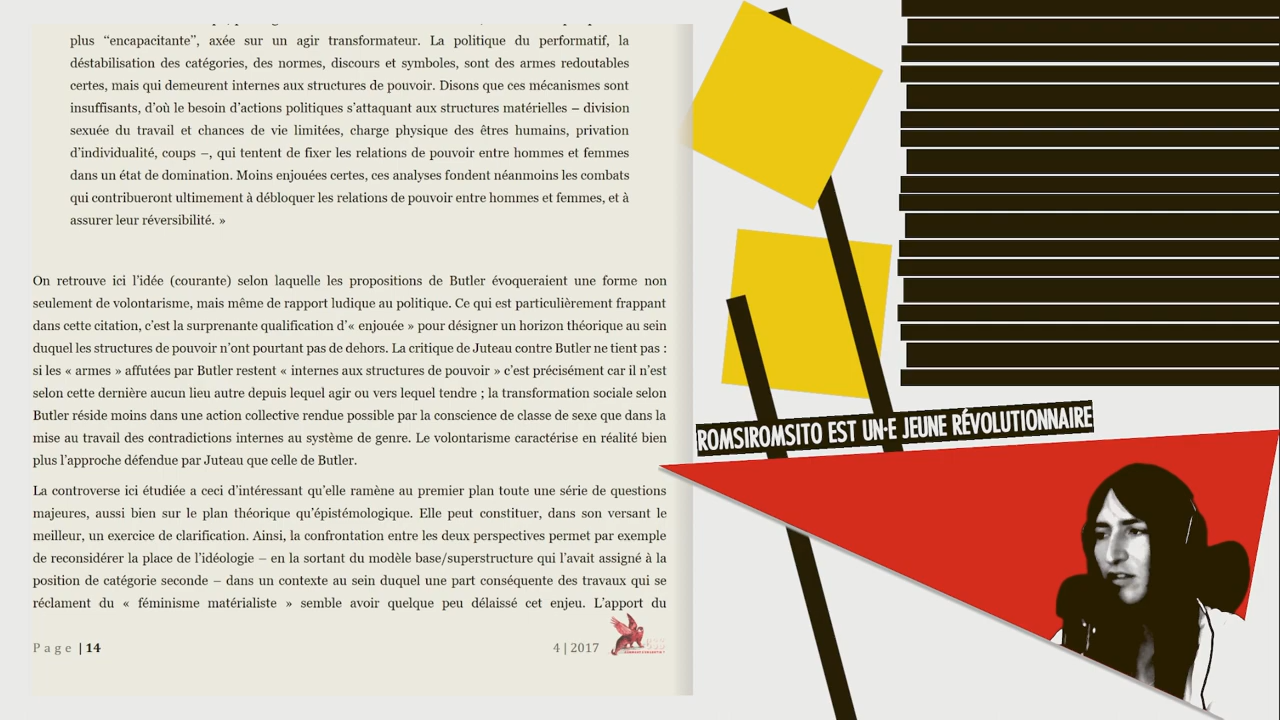 plus “encapacitante”, axée sur un agir transformateur. La politique du performatif, la
déstabilisation des catégories, des normes, discours et symboles, sont des armes redoutables
certes, mais qui demeurent internes aux structures de pouvoir. Disons que ces mécanismes sont
insuffisants, d’où le besoin d’actions politiques s’attaquant aux structures matérielles – division
sexuée du travail et chances de vie limitées, charge physique des êtres humains, privation
d’individualité, coups –, qui tentent de fixer les relations de pouvoir entre hommes et femmes
dans un état de domination. Moins enjouées certes, ces analyses fondent néanmoins les combats
qui contribueront ultimement à débloquer les relations de pouvoir entre hommes et femmes, et à
assurer leur réversibilité. »
On retrouve ici l’idée (courante) selon laquelle les propositions de Butler évoqueraient une forme non
seulement de volontarisme, mais même de rapport ludique au politique. Ce qui est particulièrement frappant
dans cette citation, c’est la surprenante qualification d’« enjouée » pour désigner un horizon théorique au sein
duquel les structures de pouvoir n’ont pourtant pas de dehors. La critique de Juteau contre Butler ne tient pas :
si les « armes » affutées par Butler restent « internes aux structures de pouvoir » c’est précisément car il n’est
selon cette dernière aucun lieu autre depuis lequel agir ou vers lequel tendre ; la transformation sociale selon
Butler réside moins dans une action collective rendue possible par la conscience de classe de sexe que dans la
mise au travail des contradictions internes au système de genre. Le volontarisme caractérise en réalité bien
plus l’approche défendue par Juteau que celle de Butler.
La controverse ici étudiée a ceci d’intéressant qu’elle ramène au premier plan toute une série de questions
majeures, aussi bien sur le plan théorique qu’épistémologique. Elle peut constituer, dans son versant le
meilleur, un exercice de clarification. Ainsi, la confrontation entre les deux perspectives permet par exemple
de reconsidérer la place de l’idéologie – en la sortant du modèle base/superstructure qui l’avait assigné à la
position de catégorie seconde – dans un contexte au sein duquel une part conséquente des travaux qui se
réclament du « féminisme matérialiste » semble avoir quelque peu délaissé cet enjeu. L’apport du
Page | 14
4 | 2017
ROMSIROMSITO EST UN·E JEUNE RÉVOLUTIONNAIRE